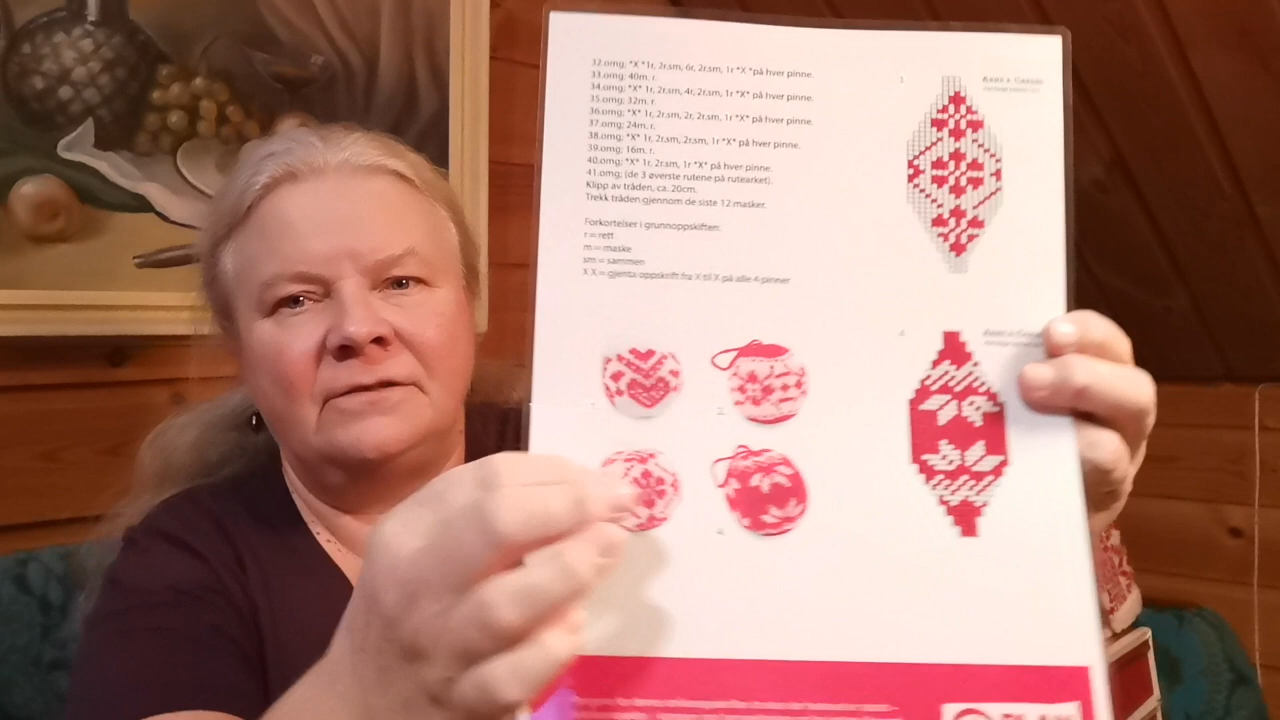 32.omg; *X *1r, 2r.sm, 6r, 2r.sm, 1r *X *på hver pinne.
33.omg; 40m. r.
34.omg; *X* 1r, 2r.sm, 4r, 2r.sm, 1r *X* på hver pinne.
35.omg; 32m. r.
36.omg; *X* 1r, 2r.sm, 2r, 2r.sm, 1r *X* på hver pinne.
37.omg; 24m. r.
38.omg; *X* 1r, 2r.sm, 2r.sm, 1r *X* på hver pinne.
39.omg; 16m. r.
40.omg; *X* 1r, 2r.sm, 1r *X* på hver pinne.
41.omg; (de 3 øverste rutene på rutearket).
Klipp av tråden, ca. 20cm.
Trekk tråden gjennom de siste 12 masker.
Forkortelser i grunnoppskriften:
r = rett
m = maske
sm = sammen
X X = gjenta oppskrift fra X til X på alle 4 pinner
3.
4.
1.
2.
4.